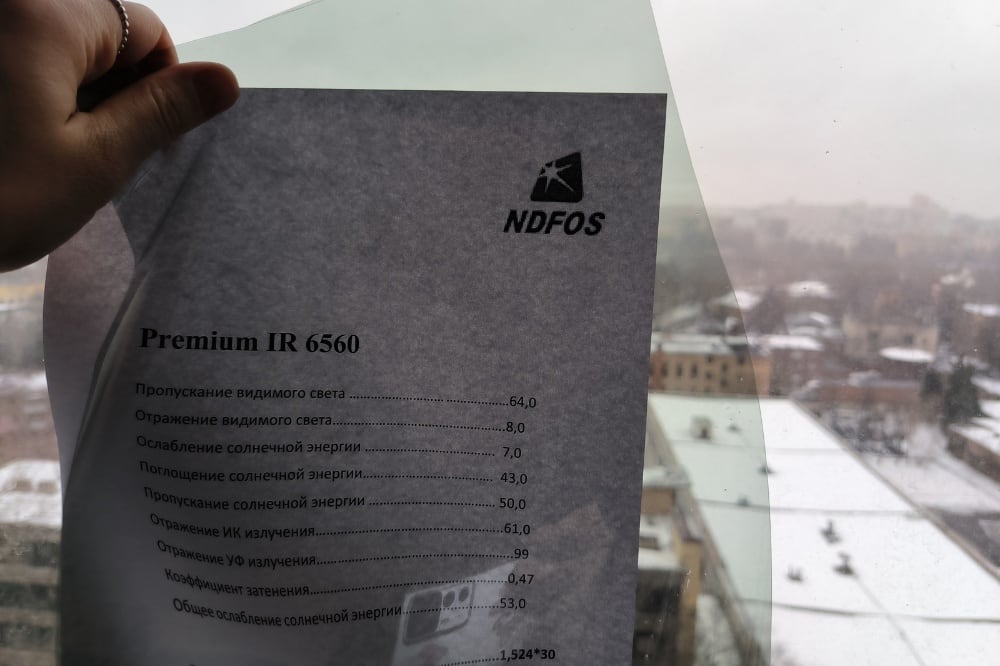 NDFOS
Premium IR 6560
Пропускание видимого света ........................ ..........64,0
Отражение видимого света...................................8,0
Ослабление солнечной энергии ........................... 7,0
Поглощение солнечной энергии.......................... 43,0
Пропускание солнечной энергии ..........................50,0
Отражение ИК излучения.....................................61,0
Отражение УФ излучения.....................................99
Коэффициент затенения......................................0,47
Общее ослабление солнечной энергии..................53,0
1,524*30